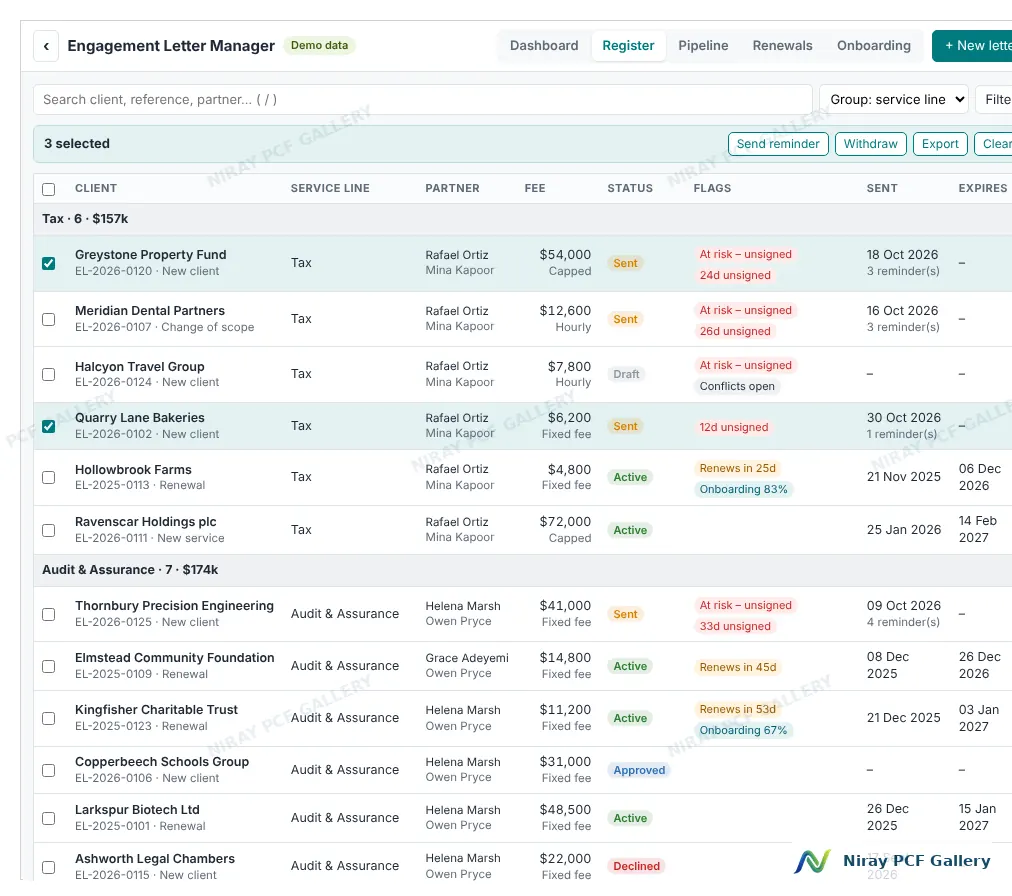 ‹ Engagement Letter Manager Demo data Dashboard Register Pipeline Renewals Onboarding + New lette
Search client, reference, partner... ( / ) Group: service line Filte
3 selected Send reminder Withdraw Export Clear
CLIENT SERVICE LINE PARTNER FEE STATUS FLAGS SENT EXPIRES
Tax · 6 · $157k
Greystone Property Fund Tax Rafael Ortiz $54,000 Sent At risk – unsigned 18 Oct 2026 –
EL-2026-0120 · New client Mina Kapoor Capped 24d unsigned 3 reminder(s)
Meridian Dental Partners Tax Rafael Ortiz $12,600 Sent At risk – unsigned 16 Oct 2026 –
EL-2026-0107 · Change of scope Mina Kapoor Hourly 26d unsigned 3 reminder(s)
Halcyon Travel Group Tax Rafael Ortiz $7,800 Draft At risk – unsigned – –
EL-2026-0124 · New client Mina Kapoor Hourly Conflicts open
Quarry Lane Bakeries Tax Rafael Ortiz $6,200 Sent 12d unsigned 30 Oct 2026 –
EL-2026-0102 · New client Mina Kapoor Fixed fee 1 reminder(s)
Hollowbrook Farms Tax Rafael Ortiz $4,800 Active Renews in 25d 21 Nov 2025 06 Dec
EL-2025-0113 · Renewal Mina Kapoor Fixed fee Onboarding 83% 2026
Ravenscar Holdings plc Tax Rafael Ortiz $72,000 Active 25 Jan 2026 14 Feb
EL-2026-0111 · New service Mina Kapoor Capped 2027
Audit & Assurance · 7 · $174k
Thornbury Precision Engineering Audit & Assurance Helena Marsh $41,000 Sent At risk – unsigned 09 Oct 2026 –
EL-2026-0125 · New client Owen Pryce Fixed fee 33d unsigned 4 reminder(s)
Elmstead Community Foundation Audit & Assurance Grace Adeyemi $14,800 Active Renews in 45d 08 Dec 26 Dec
EL-2025-0109 · Renewal Owen Pryce Fixed fee 2025 2026
Kingfisher Charitable Trust Audit & Assurance Helena Marsh $11,200 Active Renews in 53d 21 Dec 2025 03 Jan
EL-2025-0123 · Renewal Owen Pryce Fixed fee Onboarding 67% 2027
Copperbeech Schools Group Audit & Assurance Helena Marsh $31,000 Approved – –
EL-2026-0106 · New client Owen Pryce Fixed fee
Larkspur Biotech Ltd Audit & Assurance Helena Marsh $48,500 Active 26 Dec 15 Jan
EL-2025-0101 · Renewal Owen Pryce Fixed fee 2025 2027
Ashworth Legal Chambers Audit & Assurance Helena Marsh $22,000 Declined
EL-2026-0115 · New client Owen Pryce Fixed fee 2026
NIRAY PCF GALLERY
Niray PCF Gallery